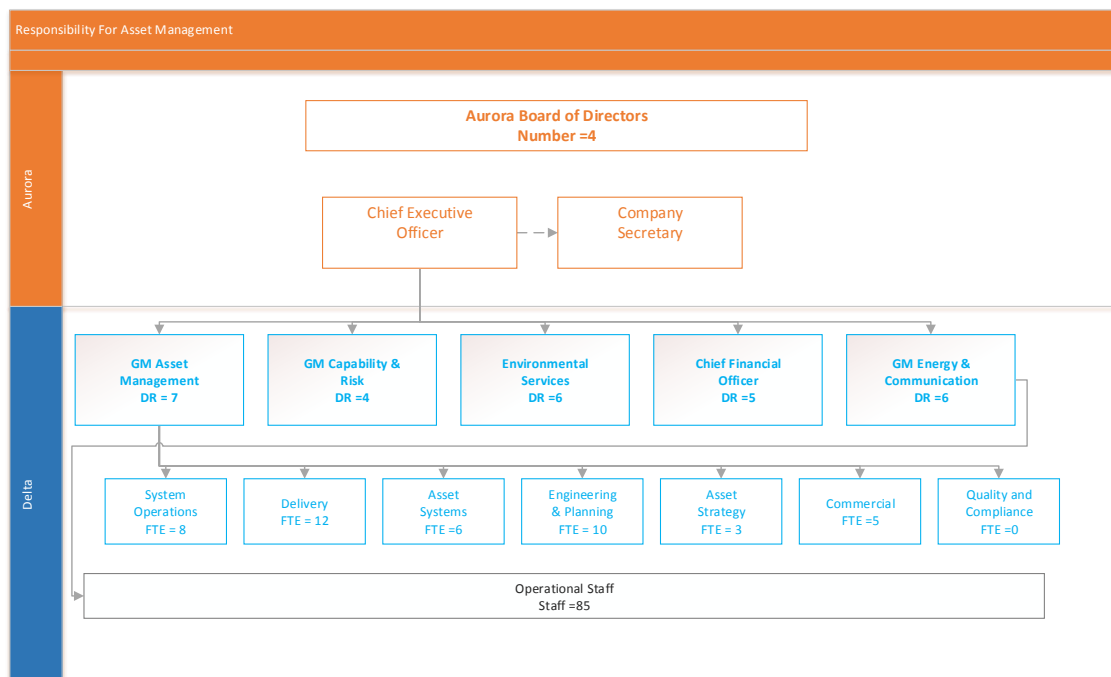 Responsibility For Asset Management
Aurora
Aurora Board of Directors
Number =4
Chief Executive
Officer
Company
Secretary
Delta
GM Asset
Management
DR = 7
GM Capability &
Risk
DR =4
Environmental
Services
DR =6
Chief Financial
Officer
DR =5
GM Energy &
Communication
DR =6
System
Operations
FTE = 8
Delivery
FTE = 12
Asset
Systems
FTE =6
Engineering
& Planning
FTE = 10
Asset
Strategy
FTE = 3
Commercial
FTE =5
Quality and
Compliance
FTE =0
Operational Staff
Staff =85